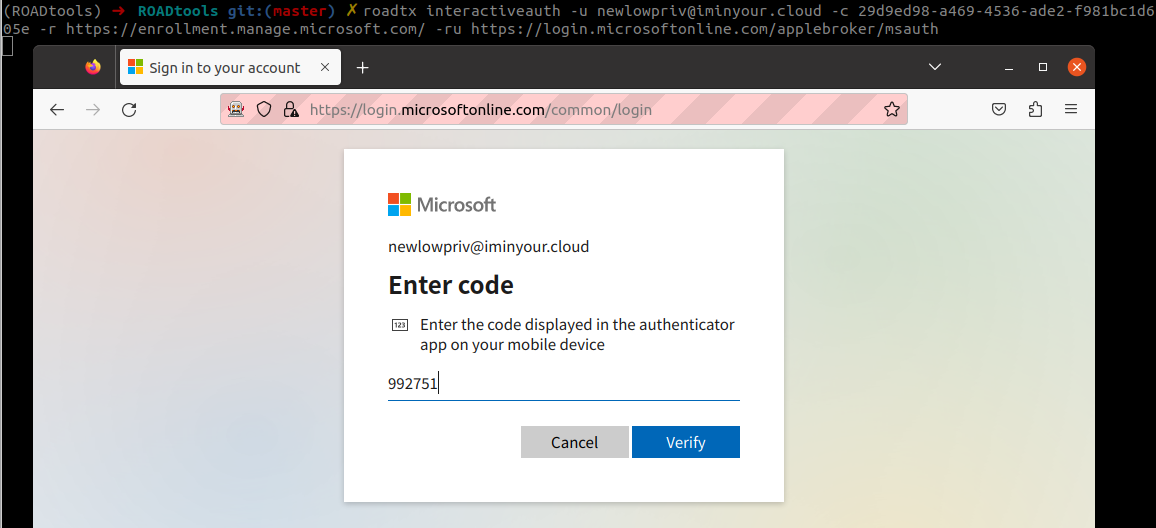 (ROADtools) ➜ ROADtools git:(master) ✗ roadtx interactiveauth -u newlowpriv@iminyour.cloud -c 29d9ed98-a469-4536-ade2-f981bc1d6
05e -r https://enrollment.manage.microsoft.com/ -ru https://login.microsoftonline.com/applebroker/msauth
Sign in to your account
https://login.microsoftonline.com/common/login
Microsoft
newlowpriv@iminyour.cloud
Enter code
123 Enter the code displayed in the authenticator
app on your mobile device
992751
Cancel Verify